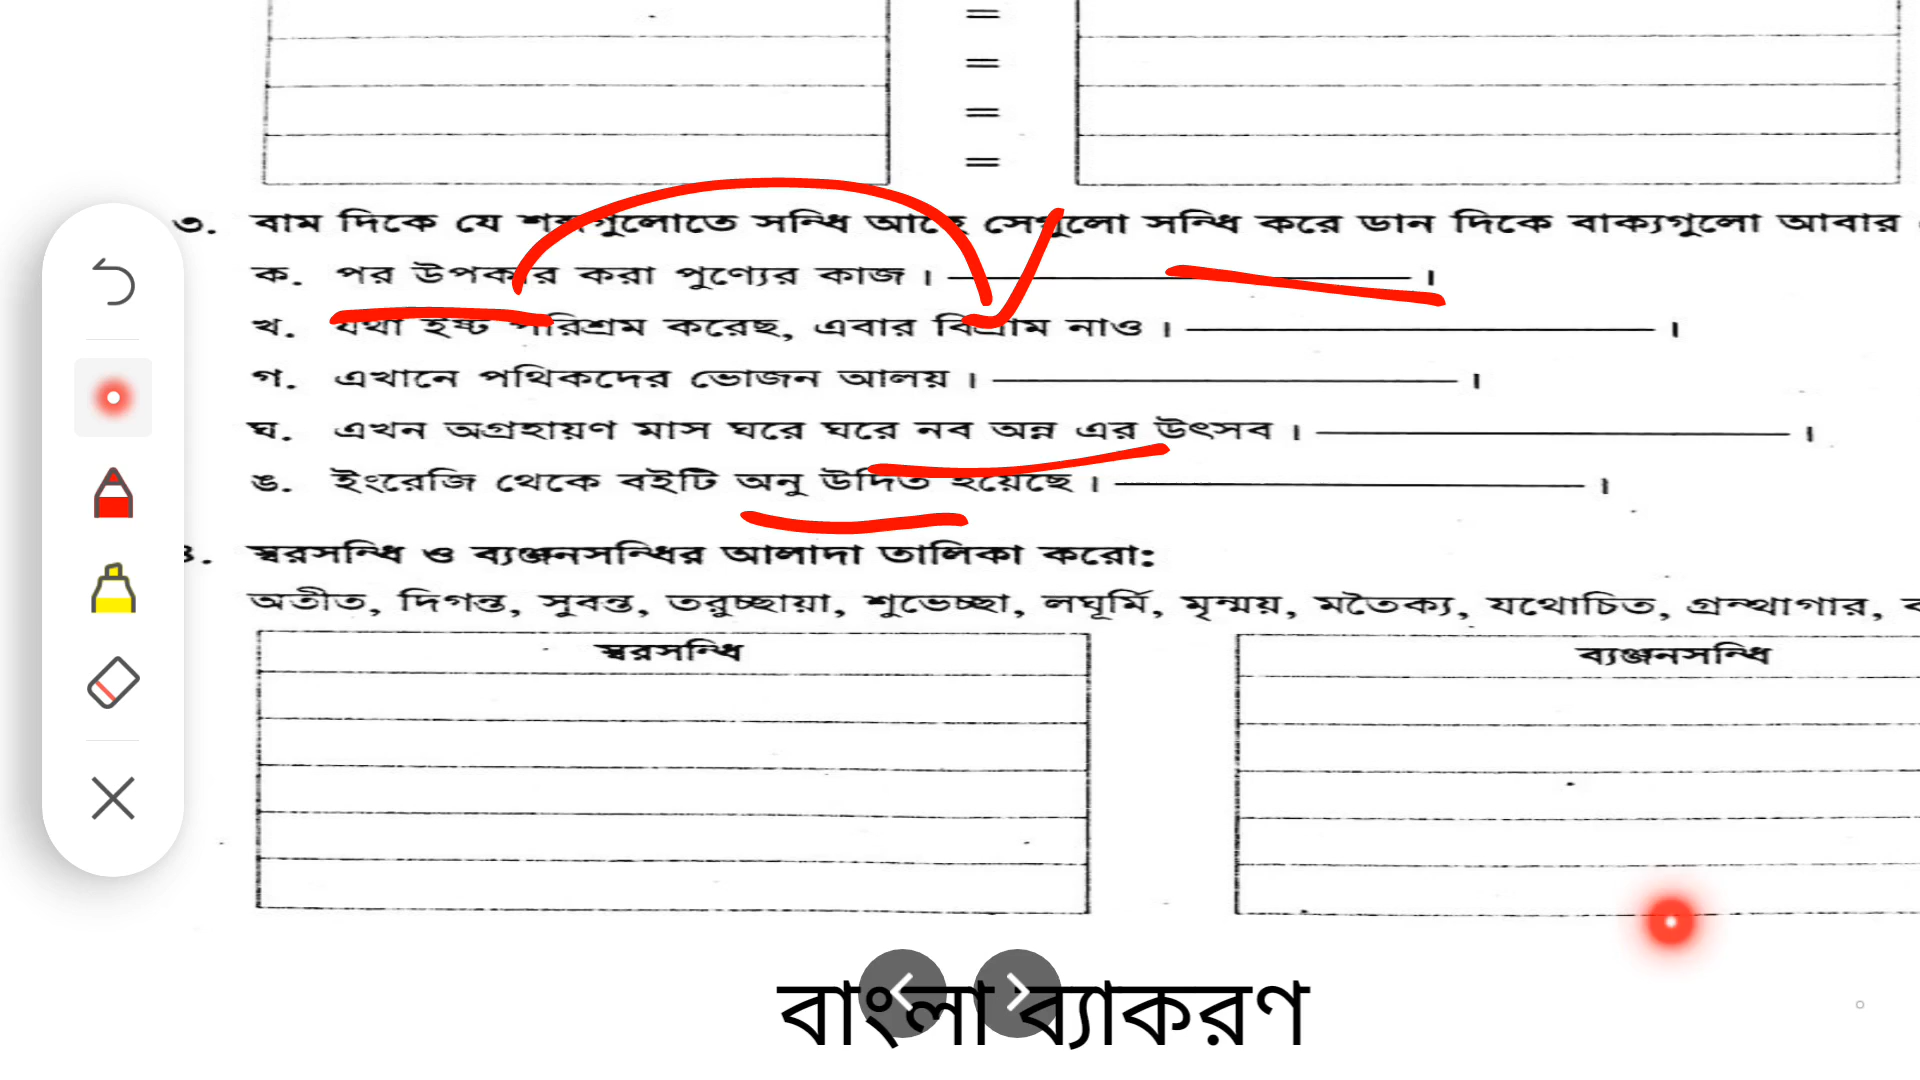 =
=
=
=
৩. বাম দিকে যে শব্দগুলোতে সন্ধি আছে সেগুলো সন্ধি করে ডান দিকে বাক্যগুলো আবার
ক. পর উপকার করা পুণ্যের কাজ। ।
খ. যথা ইষ্ট পরিশ্রম করেছ, এবার বিশ্রাম নাও। ।
গ. এখানে পথিকদের ভোজন আলয়। ।
ঘ. এখন অগ্রহায়ণ মাস ঘরে ঘরে নব অন্ন এর উৎসব। ।
ঙ. ইংরেজি থেকে বইটি অনু উদিত হয়েছে। ।
৪. স্বরসন্ধি ও ব্যঞ্জনসন্ধির আলাদা তালিকা করো:
অতীত, দিগন্ত, সুবন্ত, তরুচ্ছায়া, শুভেচ্ছা, লঘূর্মি, মৃন্ময়, মতৈক্য, যথোচিত, গ্রন্থাগার,
স্বরসন্ধি ব্যঞ্জনসন্ধি
বাংলা ব্যাকরণ